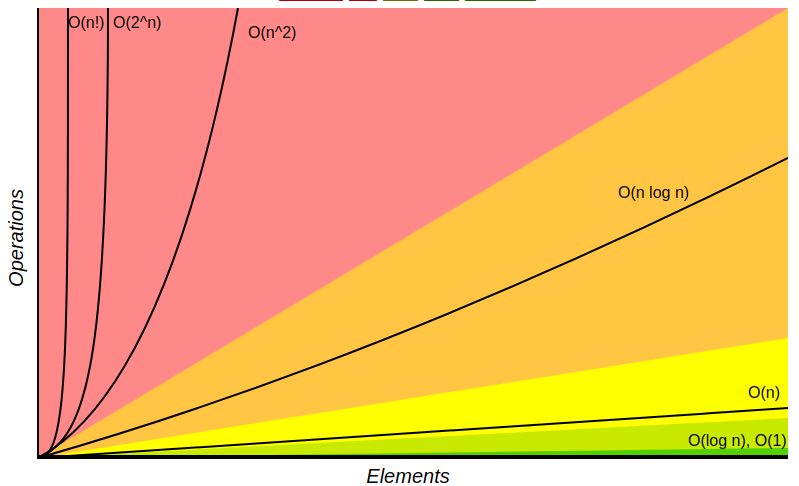 O(n!)
O(2^n)
O(n^2)
O(n log n)
O(n)
O(log n), O(1)
Operations
Elements